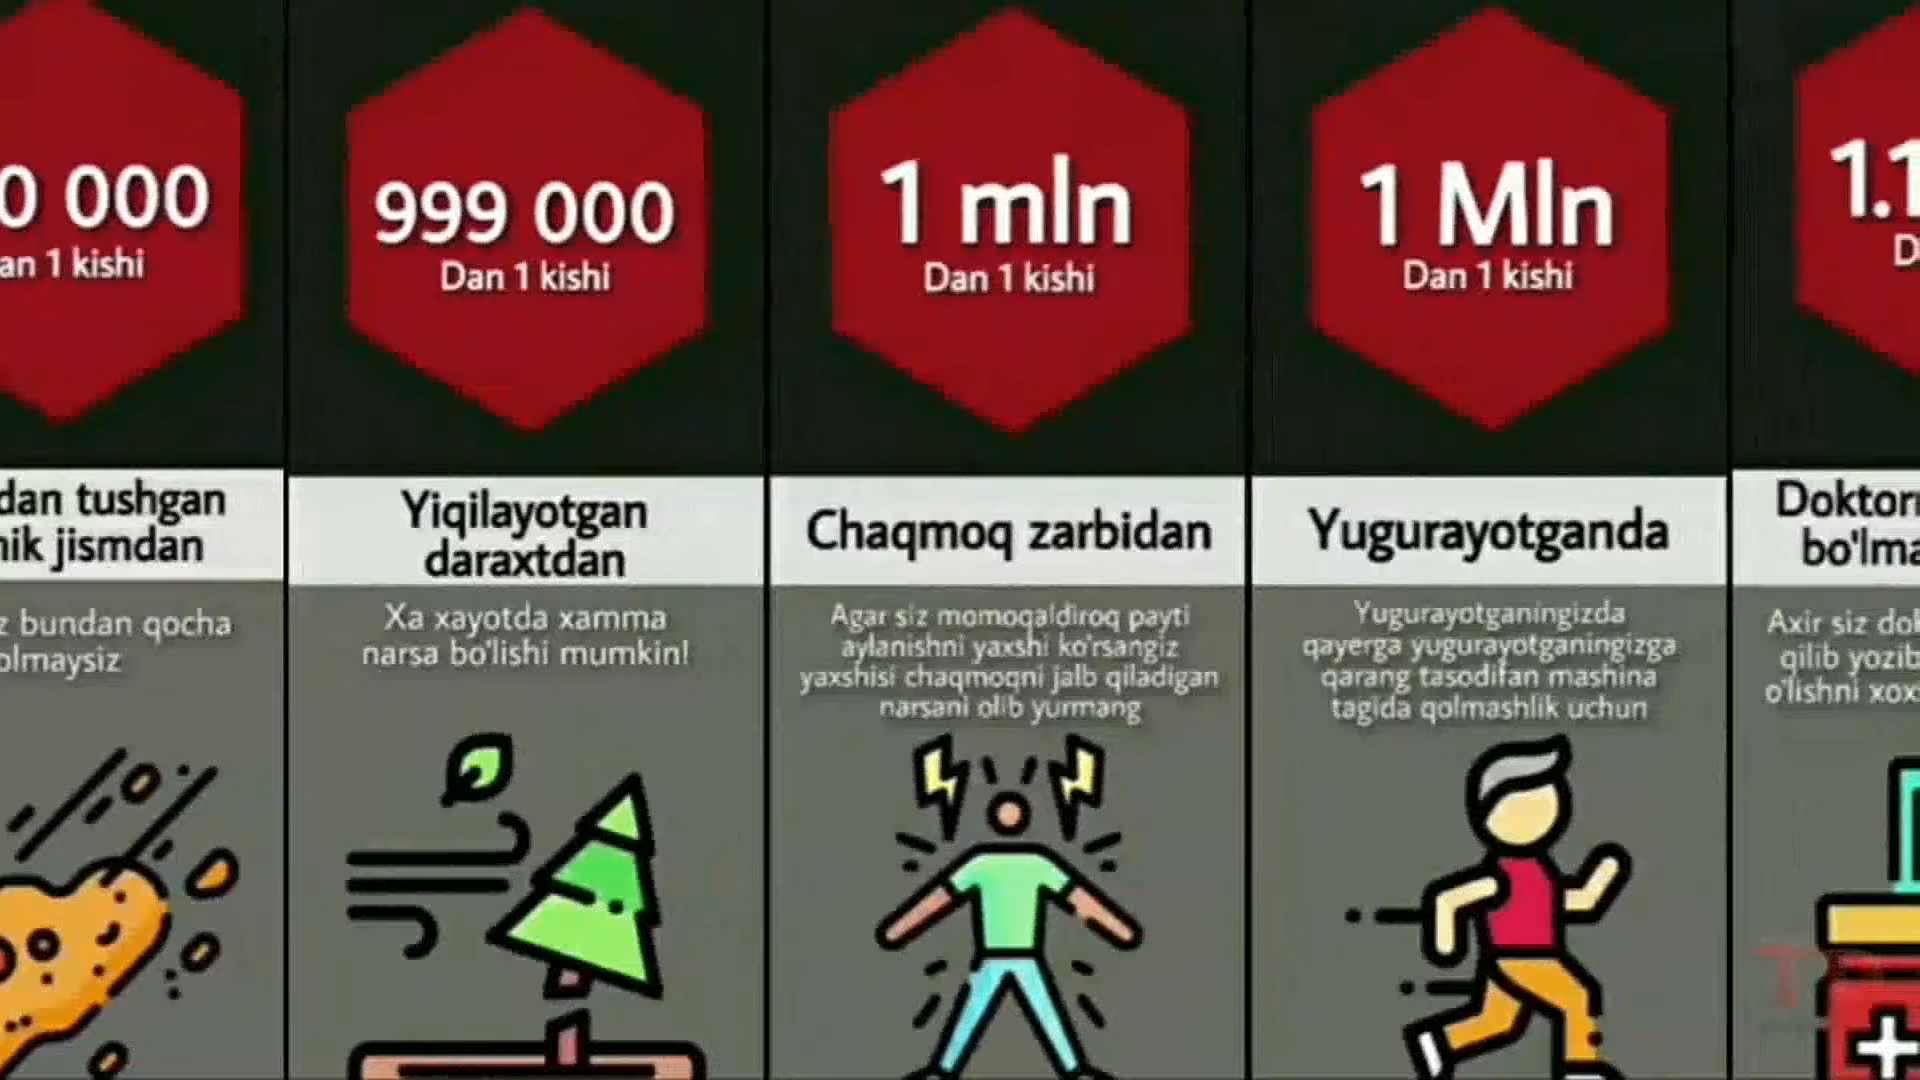 0 000
an 1 kishi
dan tushgan
nik jismdan
z bundan qocha
olmaysiz
999 000
Dan 1 kishi
Yiqilayotgan
daraxtdan
Xa xayotda xamma
narsa bo'lishi mumkin!
1 mln
Dan 1 kishi
Chaqmoq zarbidan
Agar siz momoqaldiroq payti
aylanishni yaxshi ko'rsangiz
yaxshisi chaqmoqni jalb qiladigan
narsani olib yurmang
1 Mln
Dan 1 kishi
Yugurayotganda
Yugurayotganingizda
qayerga yugurayotganingizga
qarang tasodifan mashina
tagida qolmashlik uchun
1.1
D
Doktor
bo'lma
Axir siz dok
qilib yozib
o'lishni xox